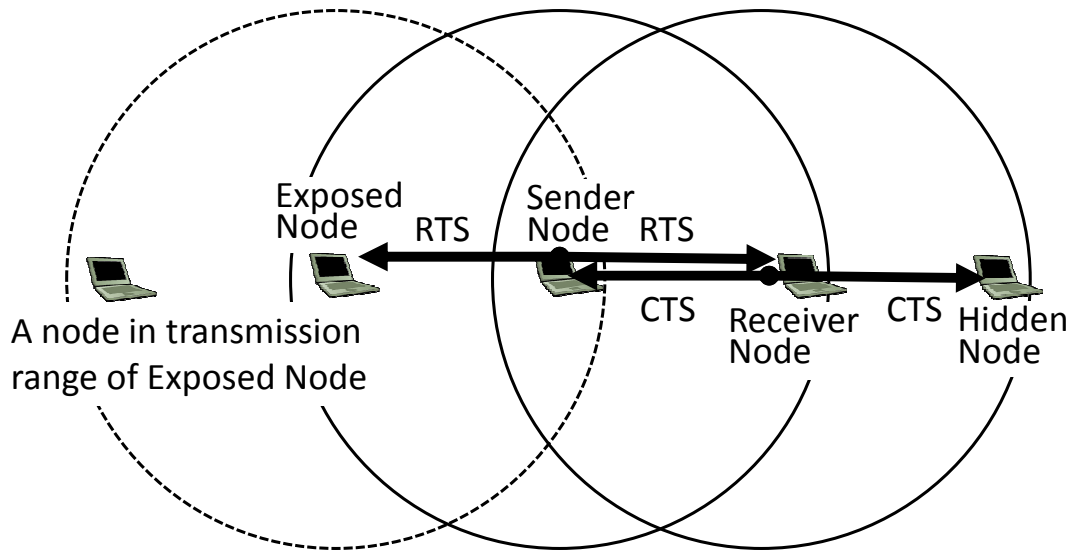 Exposed
Node
RTS
Sender
Node
RTS
CTS
Receiver
Node
CTS
Hidden
Node
A node in transmission
range of Exposed Node